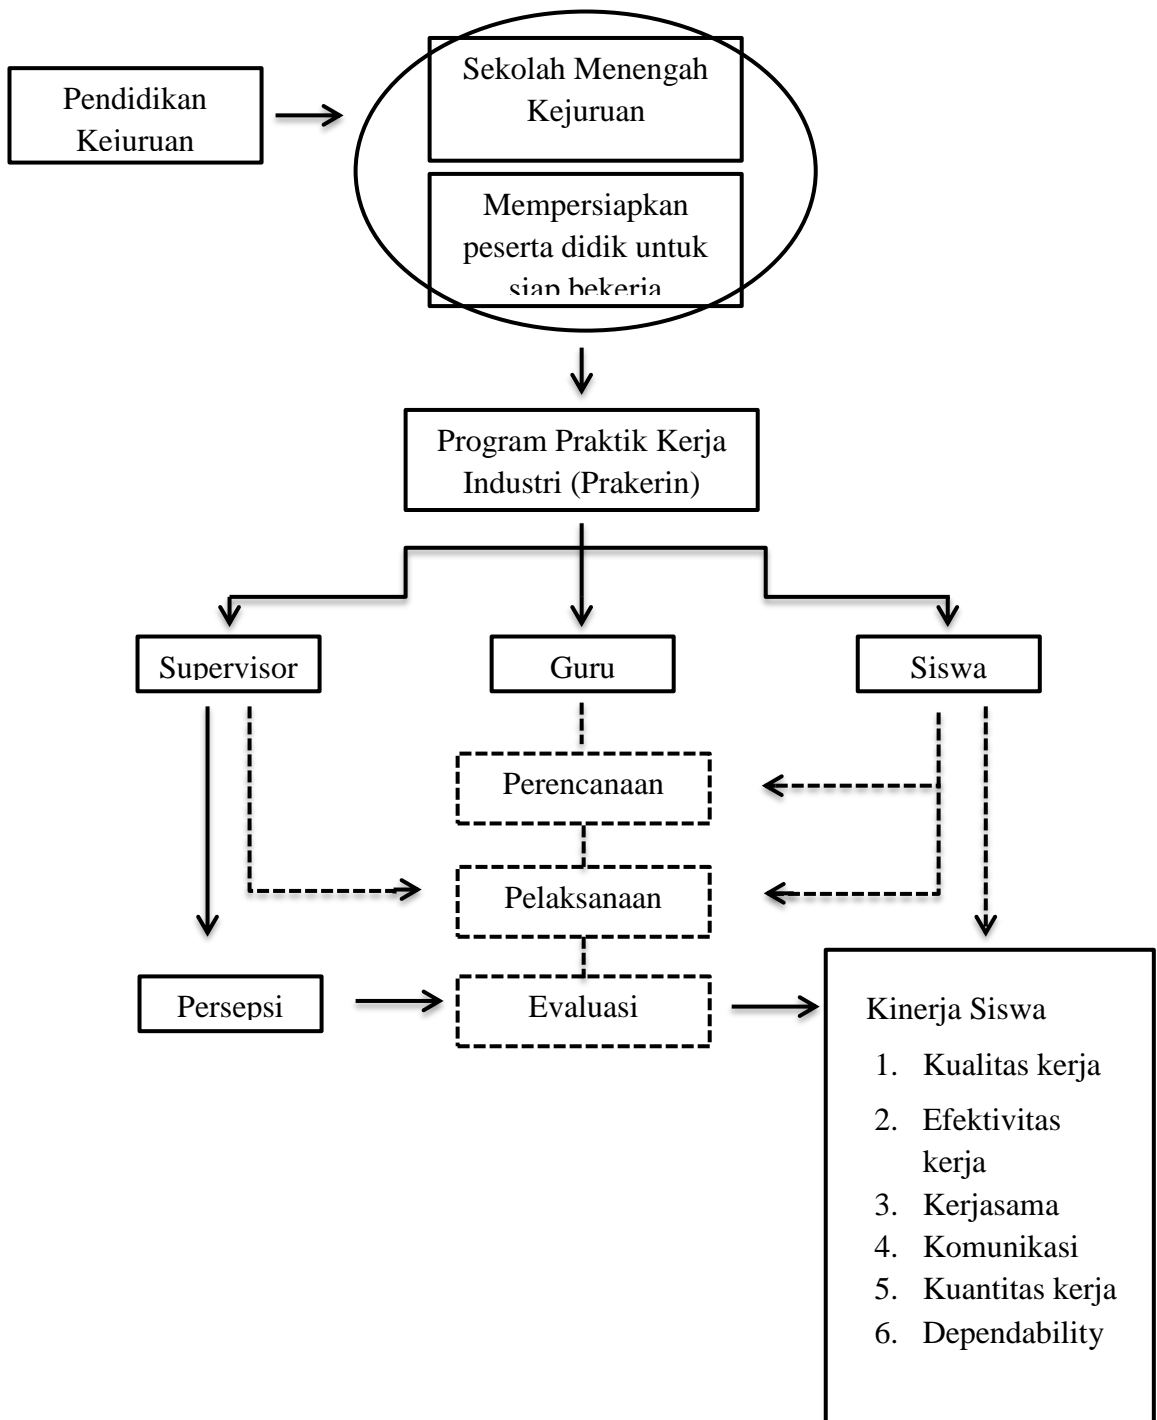 Pendidikan
Kejuruan
Sekolah Menengah
Kejuruan
Mempersiapkan
peserta didik untuk
siap bekerja
Program Praktik Kerja
Industri (Prakerin)
Supervisor
Guru
Siswa
Perencanaan
Pelaksanaan
Persepsi
Evaluasi
Kinerja Siswa
1. Kualitas kerja
2. Efektivitas
kerja
3. Kerjasama
4. Komunikasi
5. Kuantitas kerja
6. Dependability